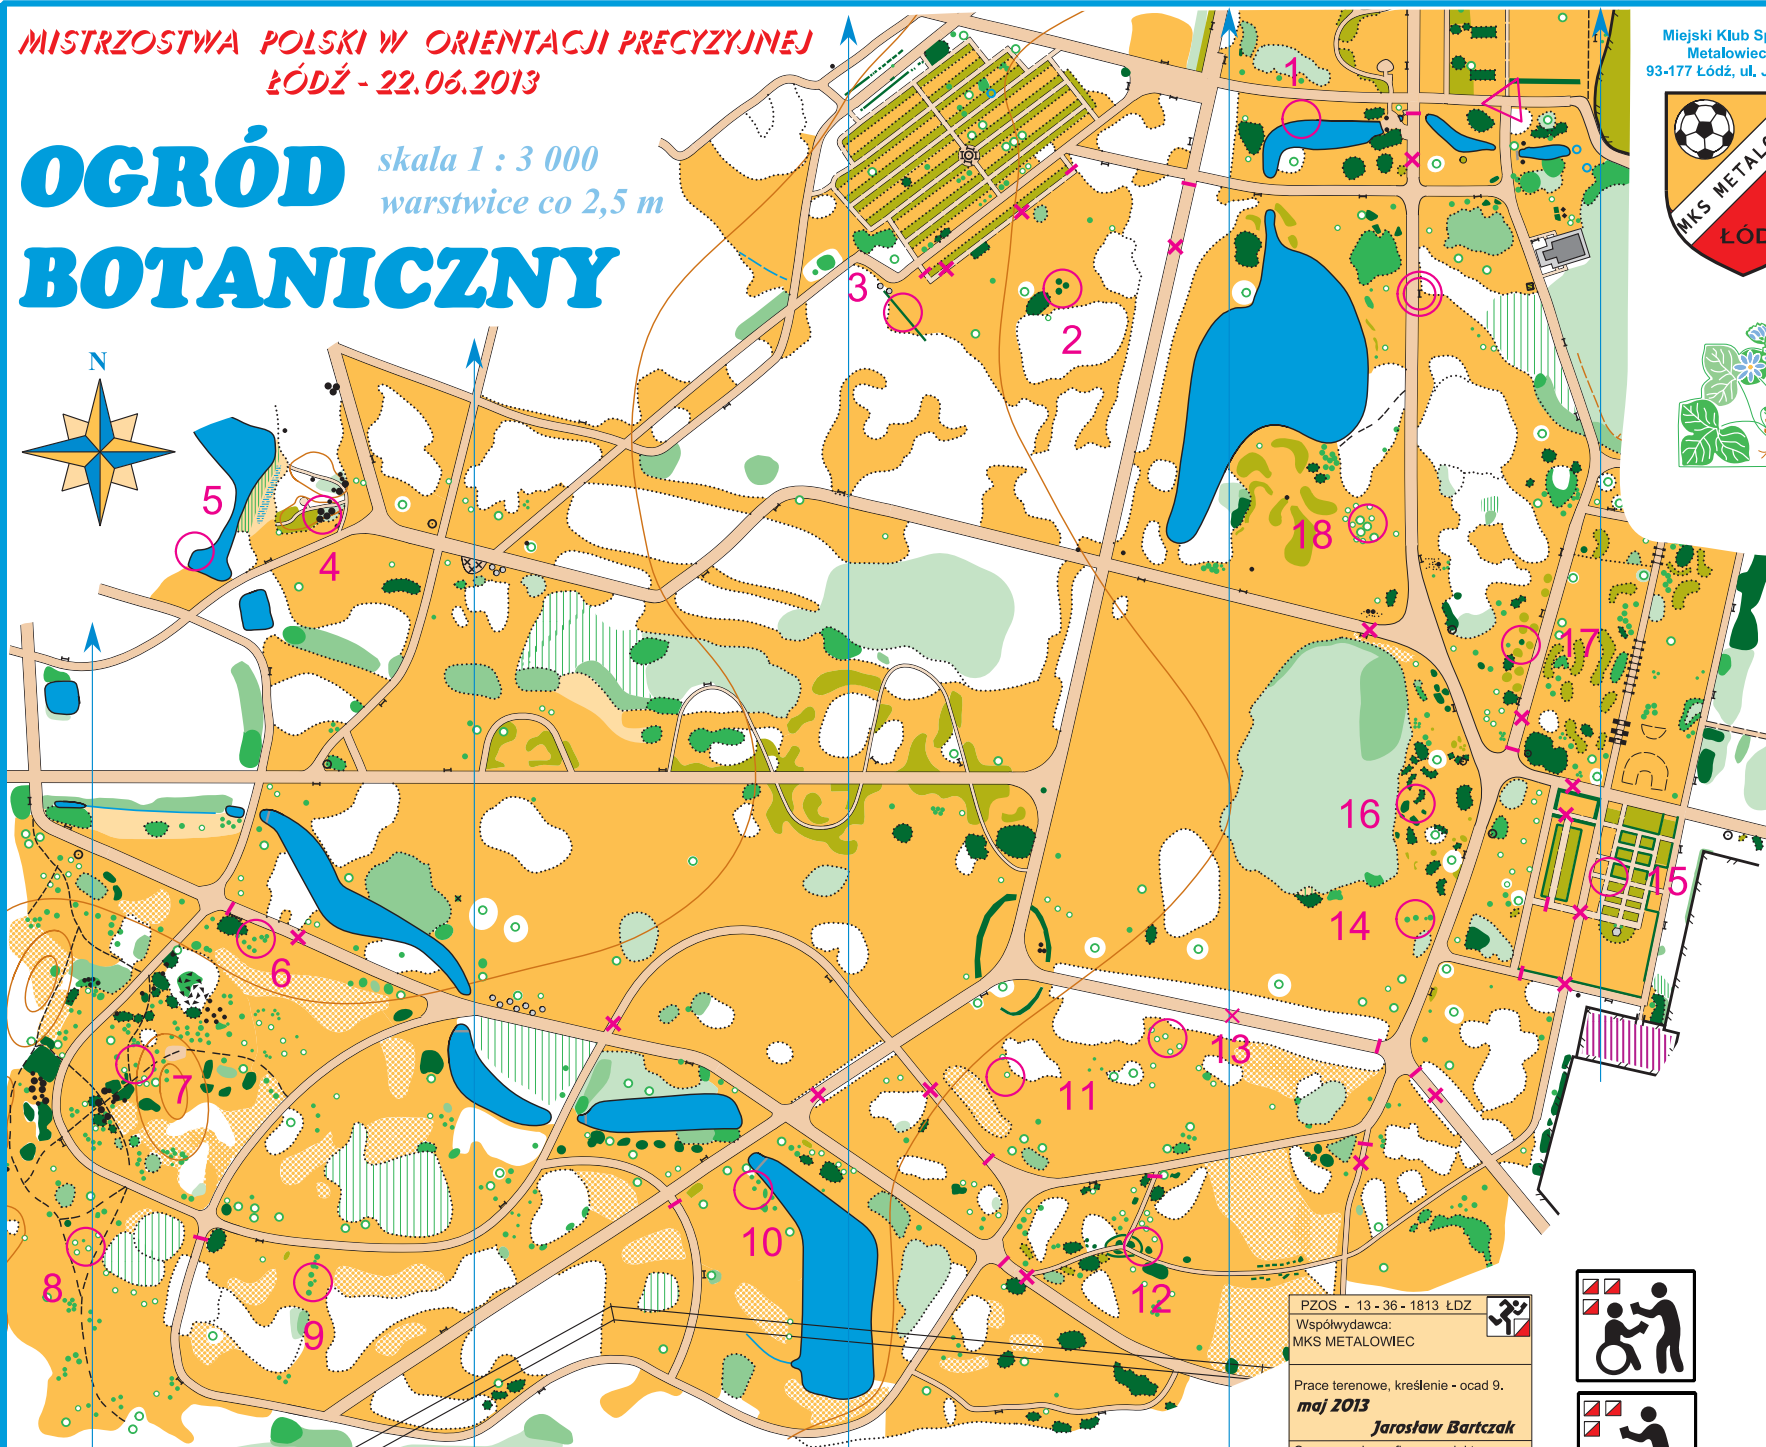 MISTRZOSTWA POLSKI W ORIENTACJI PRECYZYJNEJ
ŁÓDŹ - 22.06.2013
OGRÓD
BOTANICZNY
skala 1 : 3 000
warstwice co 2,5 m
Miejski Klub Sp
Metalowiec
93-177 Łódź, ul. J
MKS METAL
ŁÓD
N
1
2
3
4
5
6
7
8
9
10
11
12
13
14
15
16
17
18
PZOS - 13 - 36 - 1813 ŁDZ
Współwydawca:
MKS METALOWIEC
Prace terenowe, kreślenie - ocad 9.
maj 2013
Jarosław Bartczak